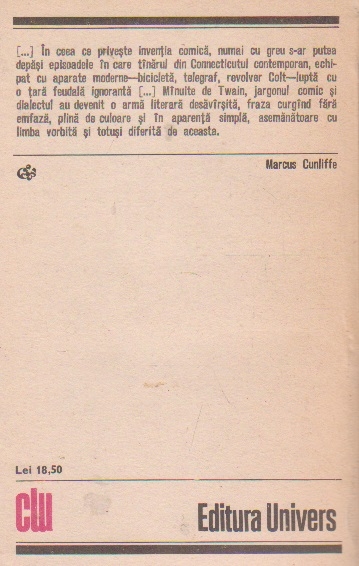 [...] În ceea ce privește invenția comică, numai cu greu s-ar putea
depăși episoadele în care tînărul din Connecticutul contemporan, echi-
pat cu aparate moderne—bicicletă, telegraf, revolver Colt—luptă cu
o țară feudală ignorantă [...] Mînuite de Twain, jargonul comic și
dialectul au devenit o armă literară desăvîrșită, fraza curgînd fără
emfază, plină de culoare și în aparență simplă, asemănătoare cu
limba vorbită și totuși diferită de aceasta.
Marcus Cunliffe
Lei 18,50
clu
Editura Univers